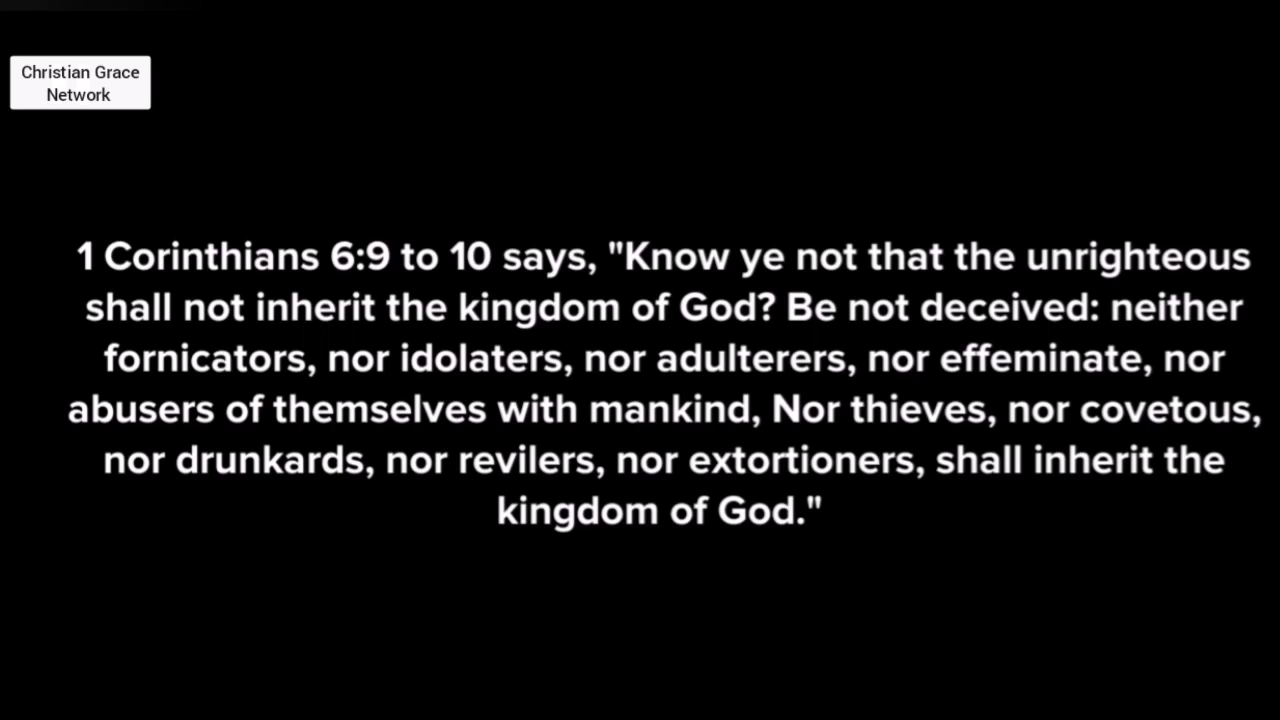 Christian Grace
Network
1 Corinthians 6:9 to 10 says, "Know ye not that the unrighteous
shall not inherit the kingdom of God? Be not deceived: neither
fornicators, nor idolaters, nor adulterers, nor effeminate, nor
abusers of themselves with mankind, Nor thieves, nor covetous,
nor drunkards, nor revilers, nor extortioners, shall inherit the
kingdom of God."